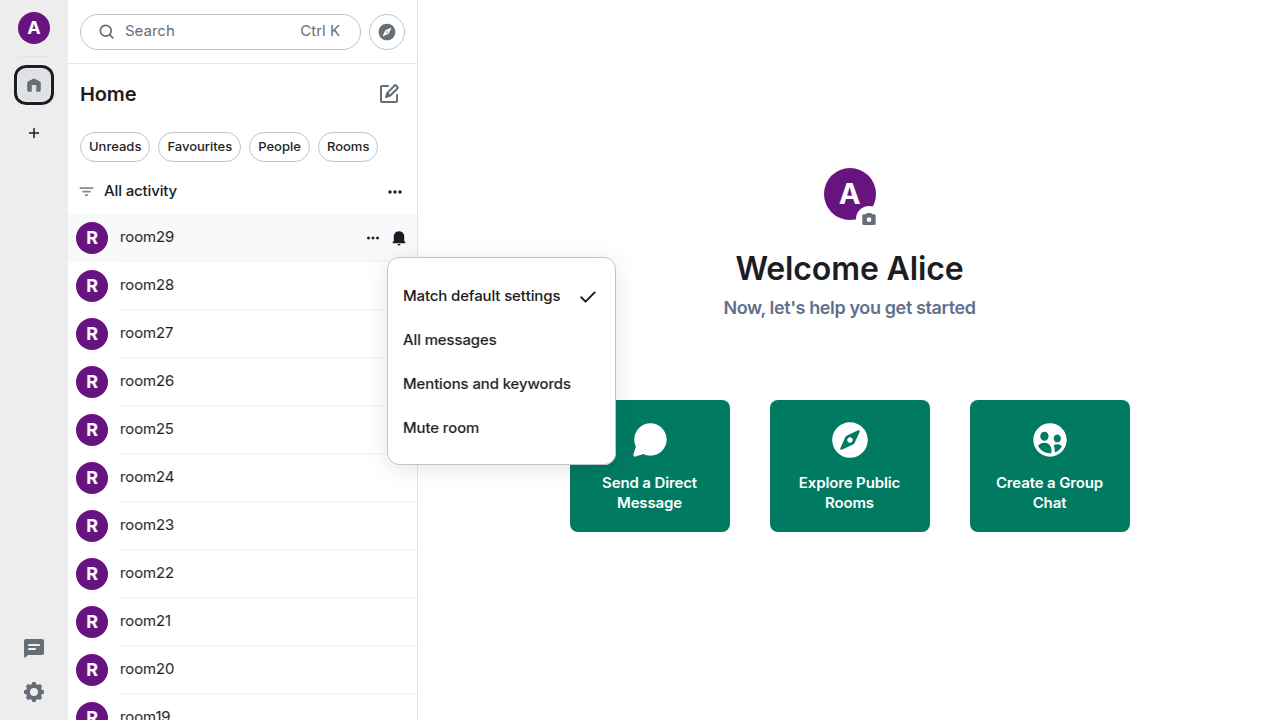 A
Search Ctrl K
Home
Unreads Favourites People Rooms
All activity
R room29
R room28
R room27
R room26
R room25
R room24
R room23
R room22
R room21
R room20
R room19
Match default settings
All messages
Mentions and keywords
Mute room
A
Welcome Alice
Now, let's help you get started
Send a Direct
Message
Explore Public
Rooms
Create a Group
Chat